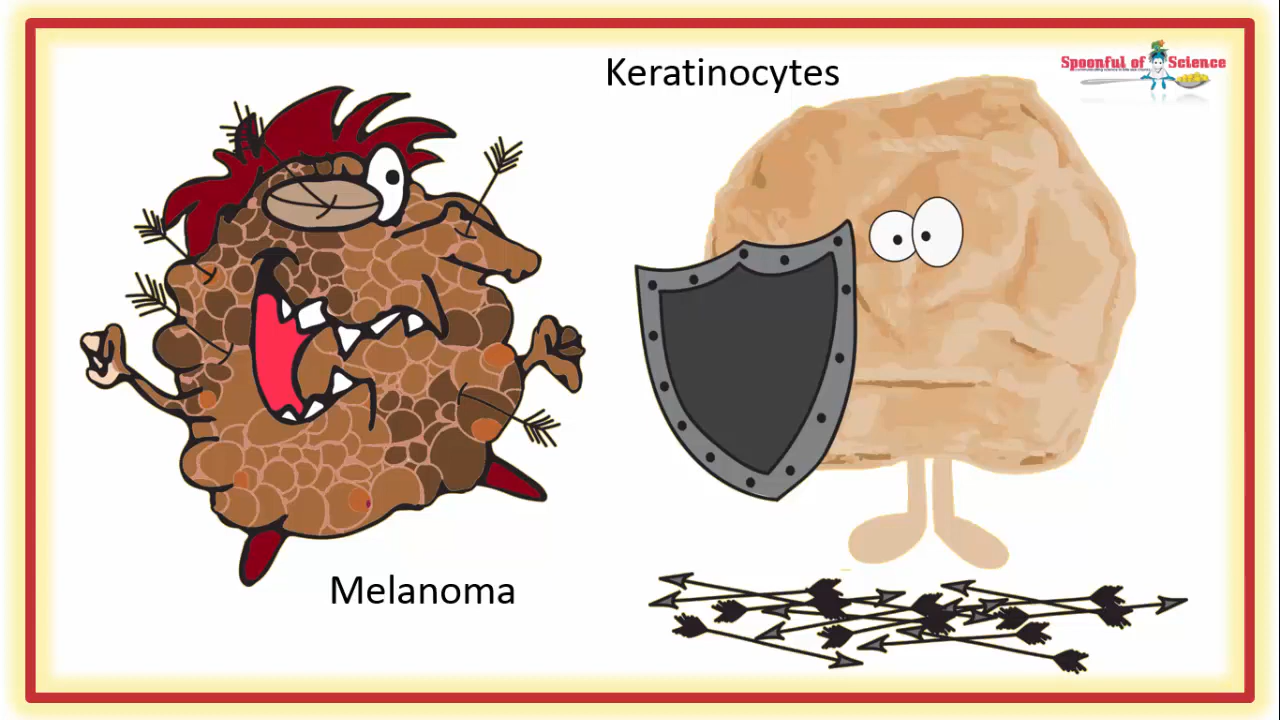 Keratinocytes
Spoonful of Science
Melanoma